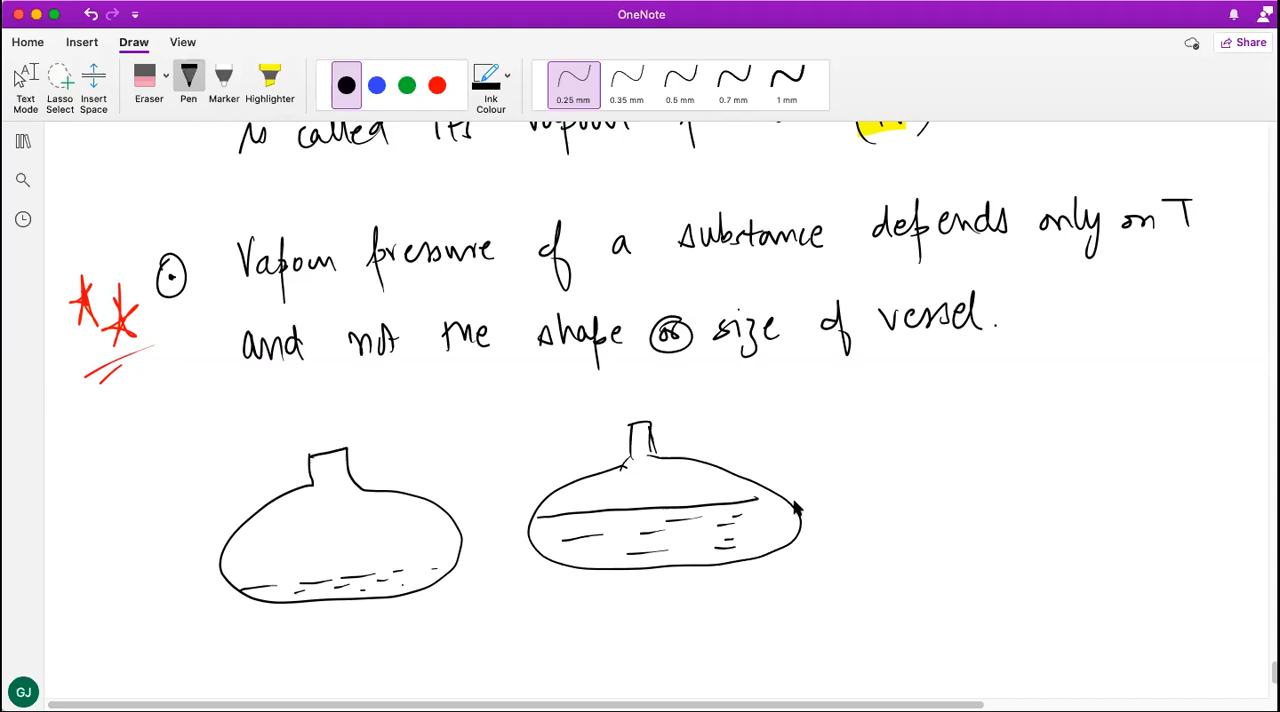 OneNote
Home Insert Draw View
Share
Text Mode
Lasso Select
Insert Space
Eraser
Pen
Marker
Highlighter
Ink Colour
0.25 mm
0.35 mm
0.5 mm
0.7 mm
1 mm
is called its vapour
Vapour pressure of a substance depends only on T
and not the shape or size of vessel.
GJ